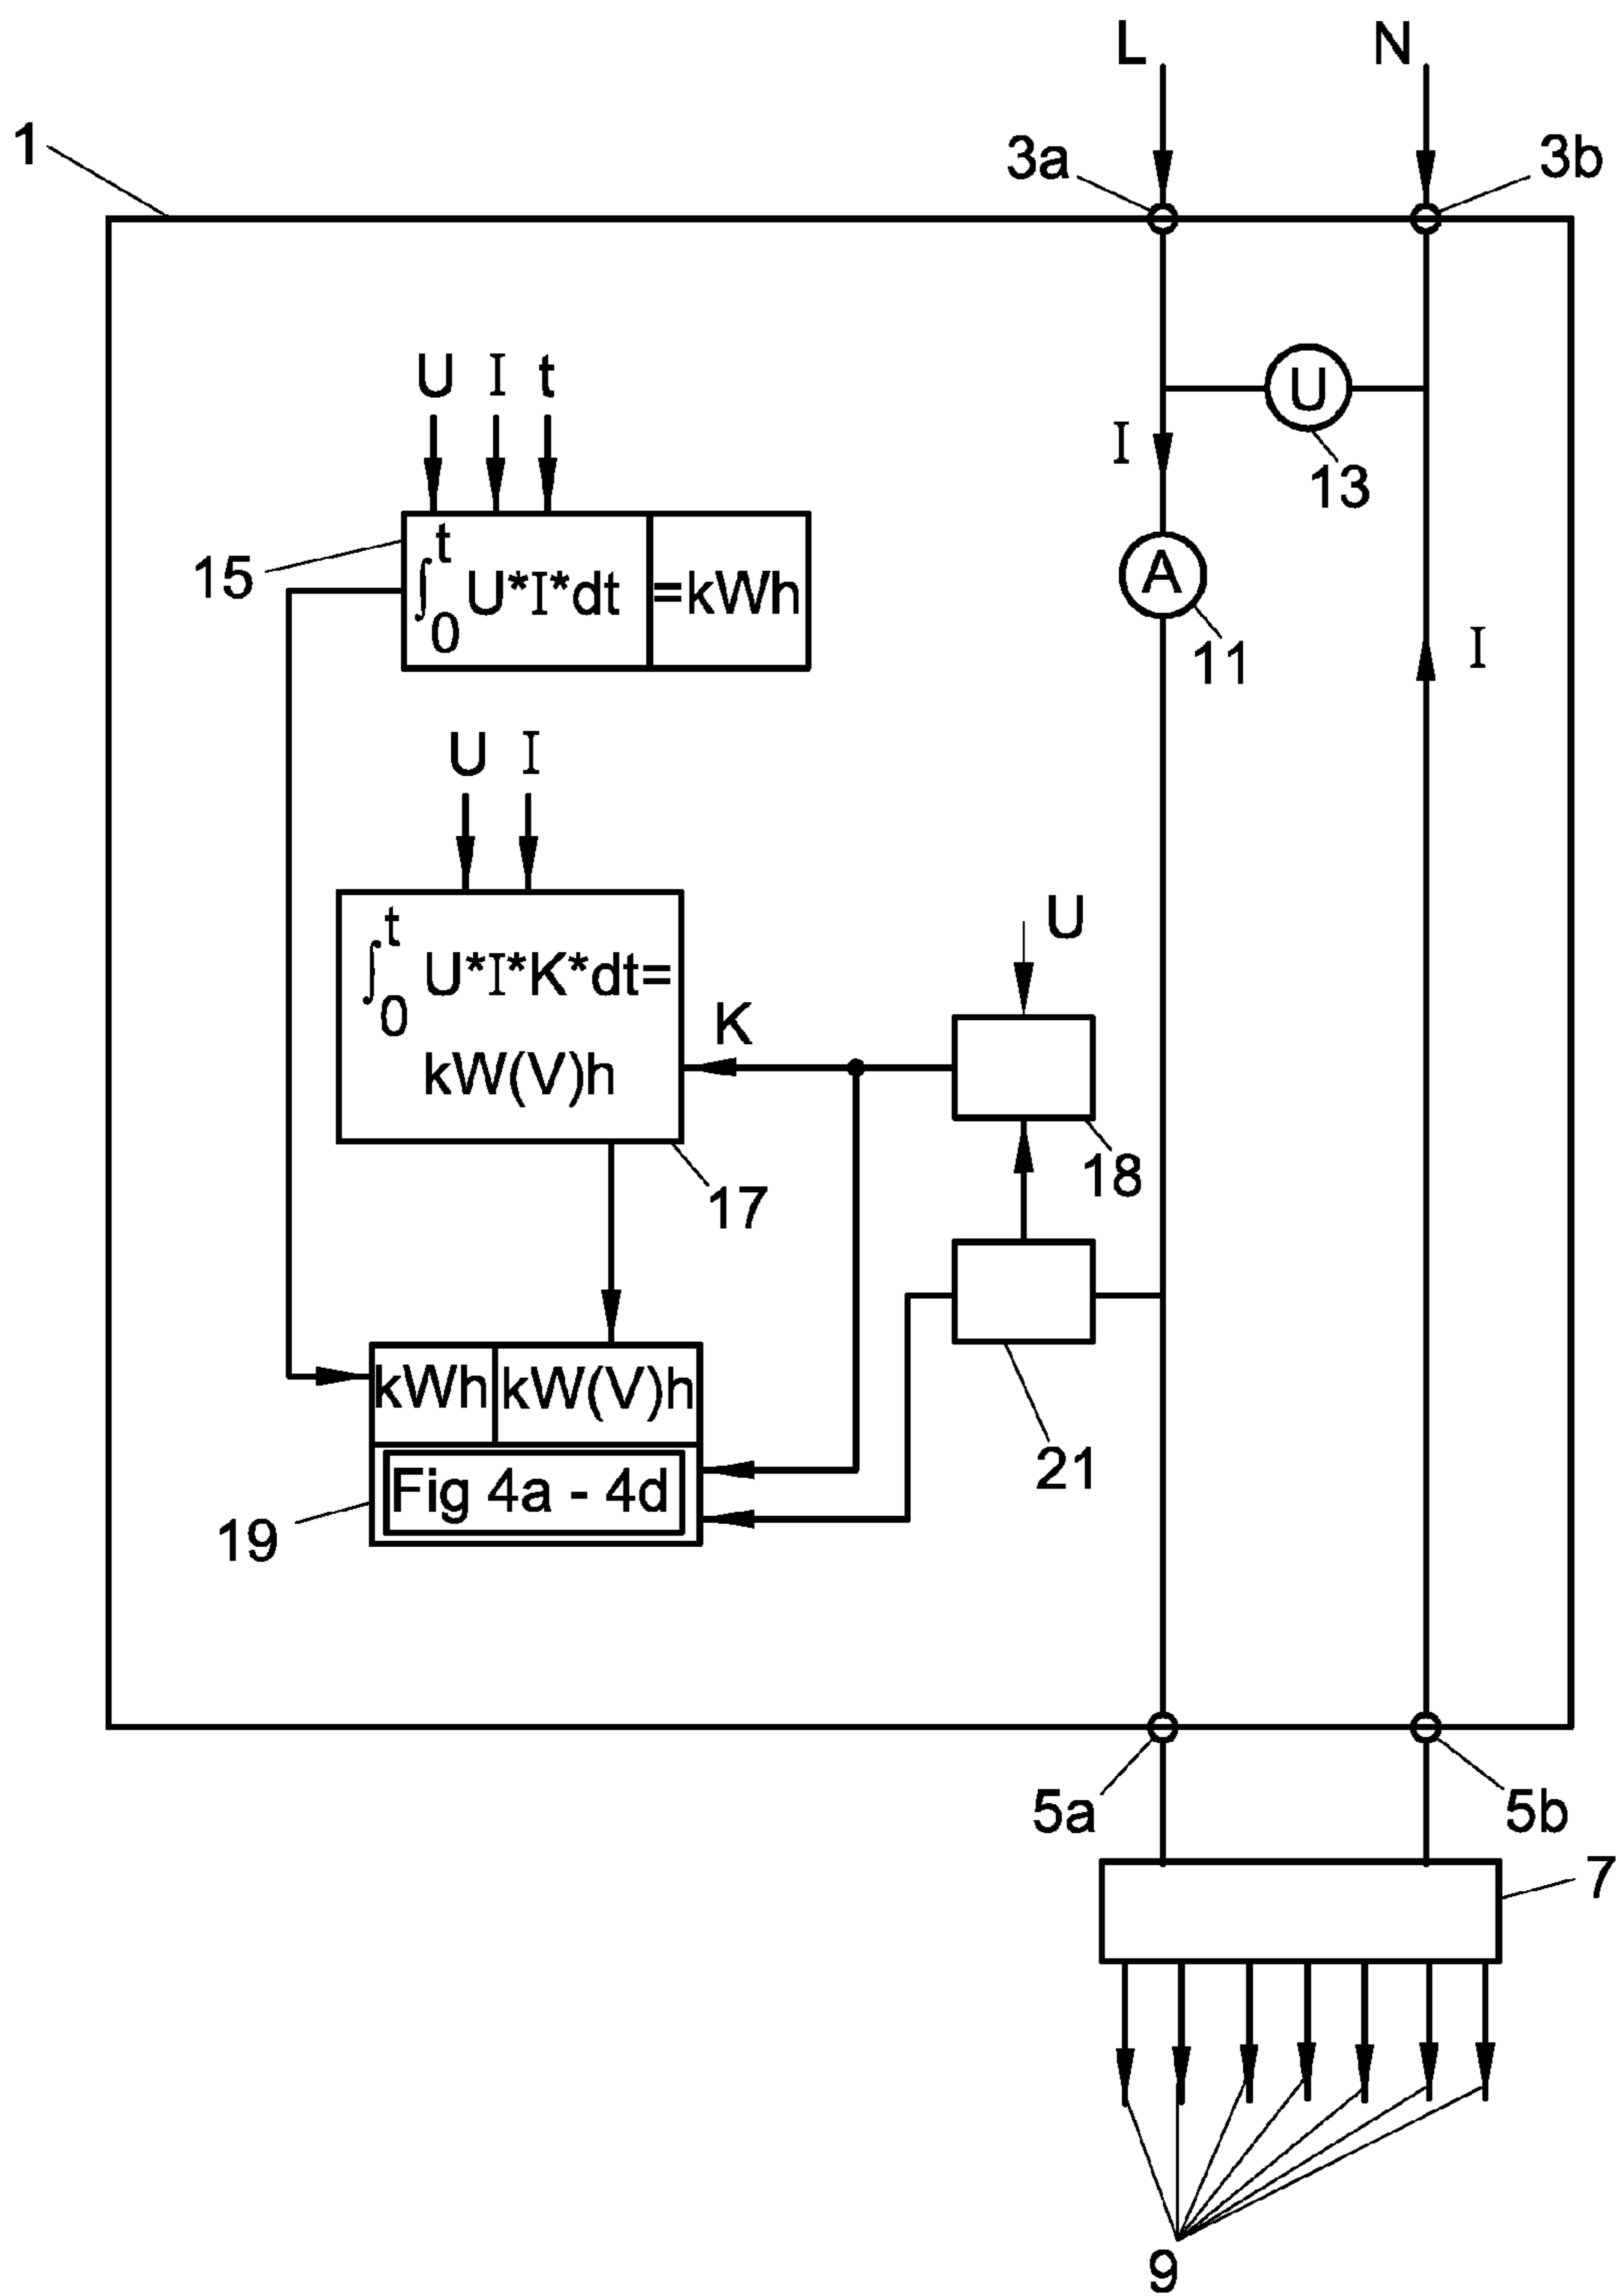 L N
1
3a 3b
U I t
U
I
13
15
∫₀ᵗ U*I*dt =kWh
A
11
I
U I
U
∫₀ᵗ U*I*K*dt=
kW(V)h
K
18
17
kWh kW(V)h
21
Fig 4a - 4d
19
5a 5b
7
9